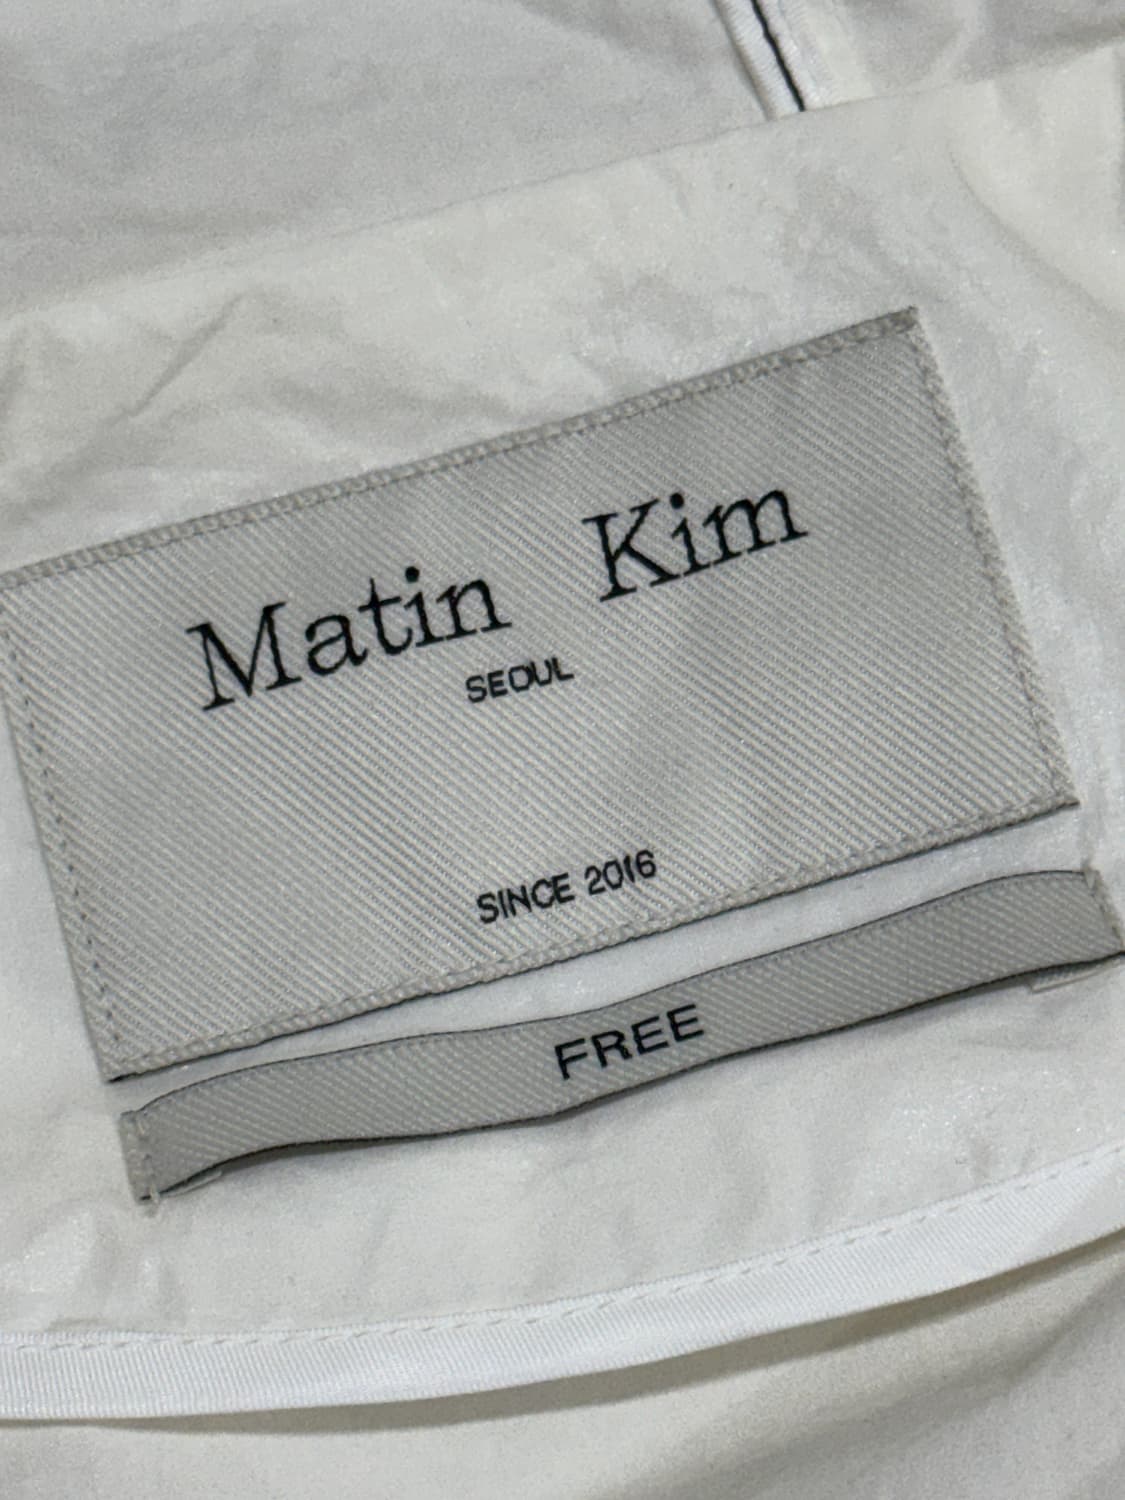 Matin Kim
SEOUL
SINCE 2016
FREE